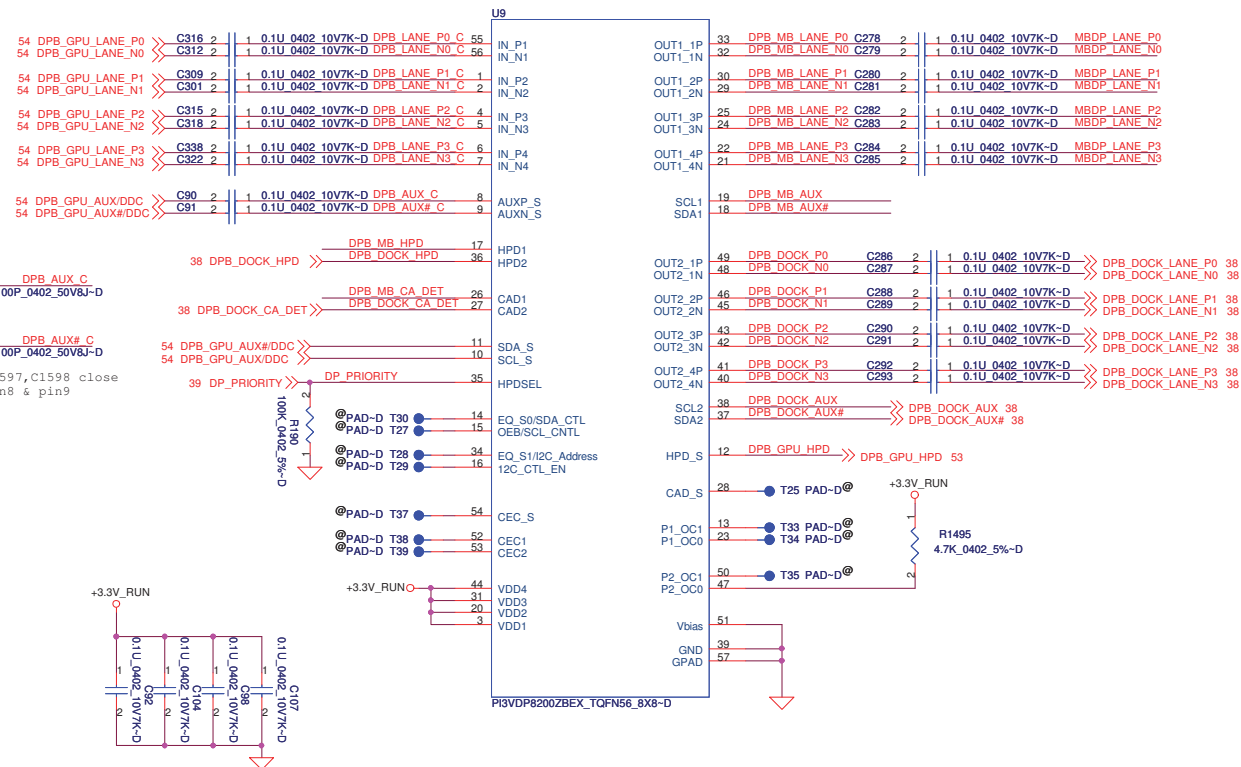 U9
54 DPB_GPU_LANE_P0 C316 2 1 0.1U_0402_10V7K~D DPB_LANE_P0_C 55 IN_P1
54 DPB_GPU_LANE_N0 C312 2 1 0.1U_0402_10V7K~D DPB_LANE_N0_C 56 IN_N1
54 DPB_GPU_LANE_P1 C309 2 1 0.1U_0402_10V7K~D DPB_LANE_P1_C 1 IN_P2
54 DPB_GPU_LANE_N1 C301 2 1 0.1U_0402_10V7K~D DPB_LANE_N1_C 2 IN_N2
54 DPB_GPU_LANE_P2 C315 2 1 0.1U_0402_10V7K~D DPB_LANE_P2_C 4 IN_P3
54 DPB_GPU_LANE_N2 C318 2 1 0.1U_0402_10V7K~D DPB_LANE_N2_C 5 IN_N3
54 DPB_GPU_LANE_P3 C338 2 1 0.1U_0402_10V7K~D DPB_LANE_P3_C 6 IN_P4
54 DPB_GPU_LANE_N3 C322 2 1 0.1U_0402_10V7K~D DPB_LANE_N3_C 7 IN_N4
54 DPB_GPU_AUX/DDC C90 2 1 0.1U_0402_10V7K~D DPB_AUX_C 8 AUXP_S
54 DPB_GPU_AUX#/DDC C91 2 1 0.1U_0402_10V7K~D DPB_AUX#_C 9 AUXN_S
DPB_MB_HPD 17 HPD1
38 DPB_DOCK_HPD DPB_DOCK_HPD 36 HPD2
DPB_AUX_C
00P_0402_50V8J~D
DPB_MB_CA_DET 26 CAD1
38 DPB_DOCK_CA_DET DPB_DOCK_CA_DET 27 CAD2
DPB_AUX#_C
00P_0402_50V8J~D
597,C1598 close
n8 & pin9
54 DPB_GPU_AUX#/DDC 11 SDA_S
54 DPB_GPU_AUX/DDC 10 SCL_S
39 DP_PRIORITY DP_PRIORITY 35 HPDSEL
2 1 R190
100K_0402_5%~D
@PAD~D T30 14 EQ_S0/SDA_CTL
@PAD~D T27 15 OEB/SCL_CNTL
@PAD~D T28 34 EQ_S1/I2C_Address
@PAD~D T29 16 12C_CTL_EN
@PAD~D T37 54 CEC_S
@PAD~D T38 52 CEC1
@PAD~D T39 53 CEC2
+3.3V_RUN 44 VDD4
31 VDD3
20 VDD2
3 VDD1
OUT1_1P 33 DPB_MB_LANE_P0 C278 2 1 0.1U_0402_10V7K~D MBDP_LANE_P0
OUT1_1N 32 DPB_MB_LANE_N0 C279 2 1 0.1U_0402_10V7K~D MBDP_LANE_N0
OUT1_2P 30 DPB_MB_LANE_P1 C280 2 1 0.1U_0402_10V7K~D MBDP_LANE_P1
OUT1_2N 29 DPB_MB_LANE_N1 C281 2 1 0.1U_0402_10V7K~D MBDP_LANE_N1
OUT1_3P 25 DPB_MB_LANE_P2 C282 2 1 0.1U_0402_10V7K~D MBDP_LANE_P2
OUT1_3N 24 DPB_MB_LANE_N2 C283 2 1 0.1U_0402_10V7K~D MBDP_LANE_N2
OUT1_4P 22 DPB_MB_LANE_P3 C284 2 1 0.1U_0402_10V7K~D MBDP_LANE_P3
OUT1_4N 21 DPB_MB_LANE_N3 C285 2 1 0.1U_0402_10V7K~D MBDP_LANE_N3
SCL1 19 DPB_MB_AUX
SDA1 18 DPB_MB_AUX#
OUT2_1P 49 DPB_DOCK_P0 C286 2 1 0.1U_0402_10V7K~D DPB_DOCK_LANE_P0 38
OUT2_1N 48 DPB_DOCK_N0 C287 2 1 0.1U_0402_10V7K~D DPB_DOCK_LANE_N0 38
OUT2_2P 46 DPB_DOCK_P1 C288 2 1 0.1U_0402_10V7K~D DPB_DOCK_LANE_P1 38
OUT2_2N 45 DPB_DOCK_N1 C289 2 1 0.1U_0402_10V7K~D DPB_DOCK_LANE_N1 38
OUT2_3P 43 DPB_DOCK_P2 C290 2 1 0.1U_0402_10V7K~D DPB_DOCK_LANE_P2 38
OUT2_3N 42 DPB_DOCK_N2 C291 2 1 0.1U_0402_10V7K~D DPB_DOCK_LANE_N2 38
OUT2_4P 41 DPB_DOCK_P3 C292 2 1 0.1U_0402_10V7K~D DPB_DOCK_LANE_P3 38
OUT2_4N 40 DPB_DOCK_N3 C293 2 1 0.1U_0402_10V7K~D DPB_DOCK_LANE_N3 38
SCL2 38 DPB_DOCK_AUX DPB_DOCK_AUX 38
SDA2 37 DPB_DOCK_AUX# DPB_DOCK_AUX# 38
HPD_S 12 DPB_GPU_HPD DPB_GPU_HPD 53
CAD_S 28 T25 PAD~D@
+3.3V_RUN
P1_OC1 13 T33 PAD~D@
P1_OC0 23 T34 PAD~D@
1 2 R1495
4.7K_0402_5%~D
P2_OC1 50 T35 PAD~D@
P2_OC0 47
Vbias 51
GND 39
GPAD 57
PI3VDP8200ZBEX_TQFN56_8X8~D
+3.3V_RUN
1 2 C92 0.1U_0402_10V7K~D
1 2 C104 0.1U_0402_10V7K~D
1 2 C98 0.1U_0402_10V7K~D
1 2 C107 0.1U_0402_10V7K~D